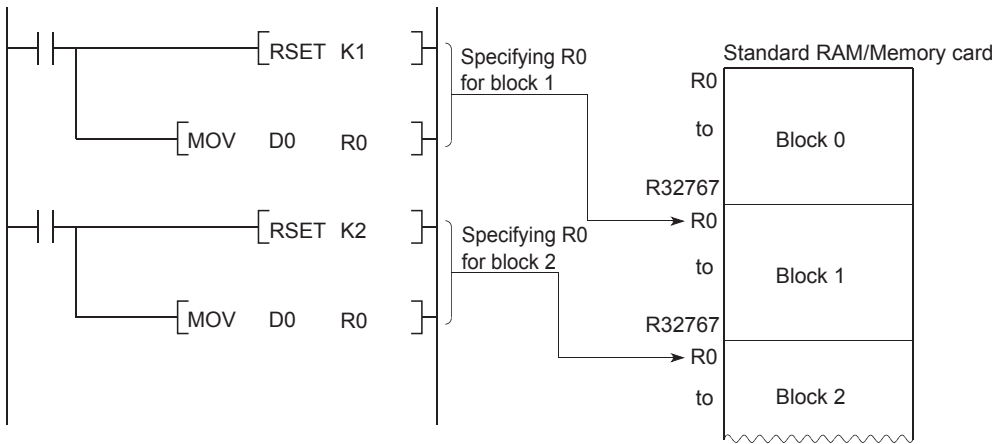 RSET K1
MOV D0 R0
Specifying R0
for block 1
RSET K2
MOV D0 R0
Specifying R0
for block 2
Standard RAM/Memory card
R0
to
Block 0
R32767
R0
to
Block 1
R32767
R0
to
Block 2